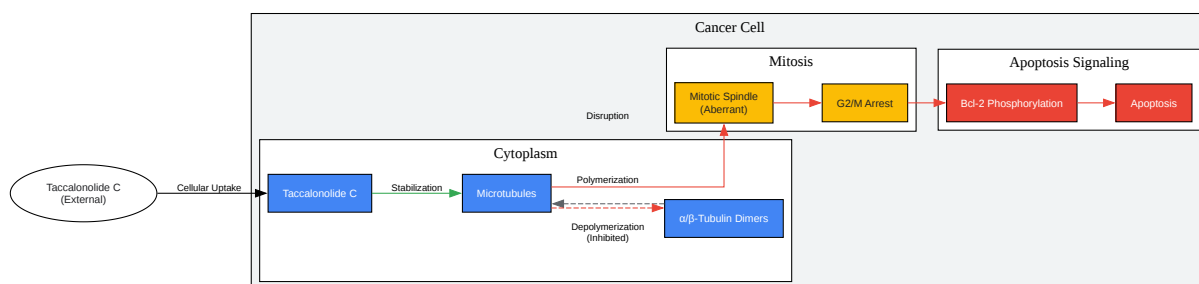 Cancer Cell
Mitosis
Apoptosis Signaling
Mitotic Spindle
(Aberrant)
G2/M Arrest
Bcl-2 Phosphorylation
Apoptosis
Disruption
Cytoplasm
Taccalonolide C
(External)
Cellular Uptake
Taccalonolide C
Stabilization
Microtubules
Polymerization
α/β-Tubulin Dimers
Depolymerization
(Inhibited)